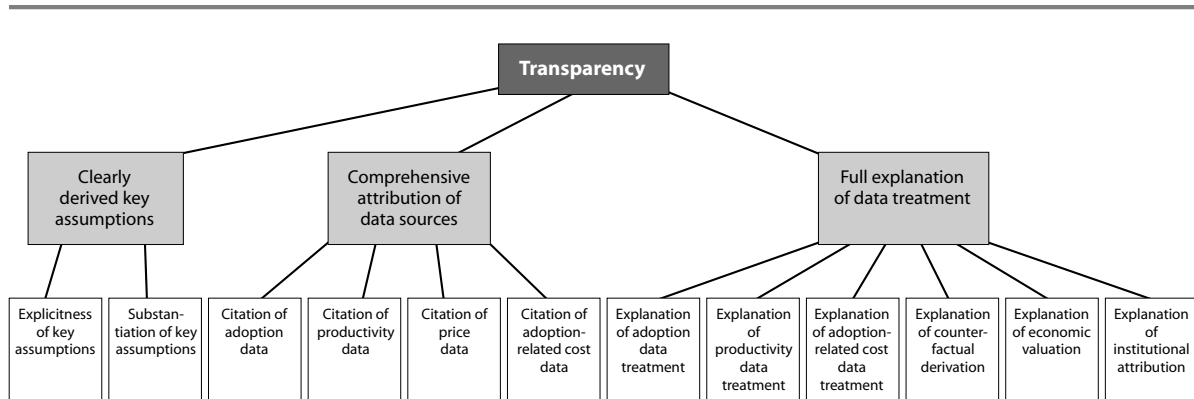 Transparency
Clearly
derived key
assumptions
Comprehensive
attribution of
data sources
Full explanation
of data treatment
Explicitness
of key
assumptions
Substan-
tiation of key
assumptions
Citation of
adoption
data
Citation of
productivity
data
Citation of
price
data
Citation of
adoption-
related cost
data
Explanation
of adoption
data
treatment
Explanation
of
productivity
data
treatment
Explanation
of adoption-
related cost
data
treatment
Explanation
of counter-
factual
derivation
Explanation
of economic
valuation
Explanation
of
institutional
attribution